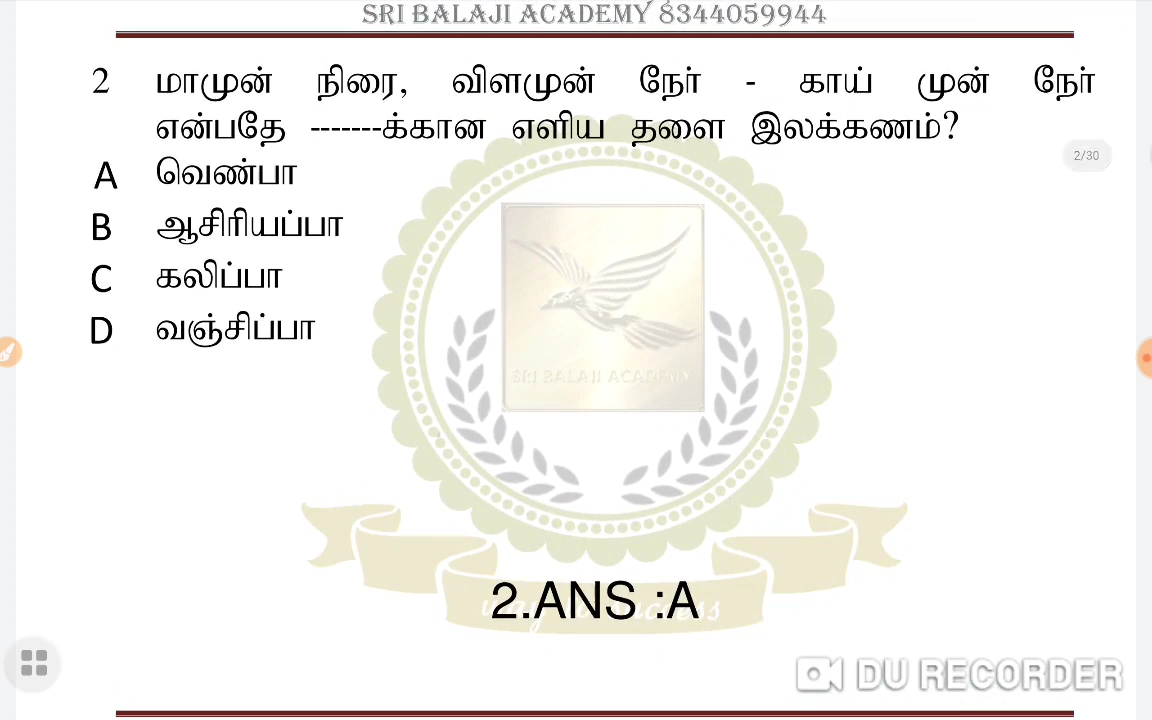 SRI BALAJI ACADEMY 8344059944
2 மாமுன் நிரை, விளமுன் நேர் - காய் முன் நேர்
என்பதே -------க்கான எளிய தளை இலக்கணம்?
2/30
A வெண்பா
B ஆசிரியப்பா
C கலிப்பா
D வஞ்சிப்பா
SRI BALAJI ACADEMY
2.ANS :A
DU RECORDER